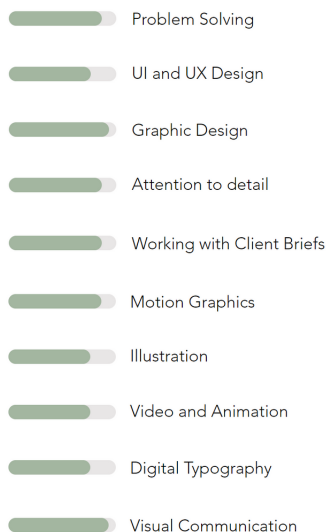 Problem Solving
UI and UX Design
Graphic Design
Attention to detail
Working with Client Briefs
Motion Graphics
Illustration
Video and Animation
Digital Typography
Visual Communication